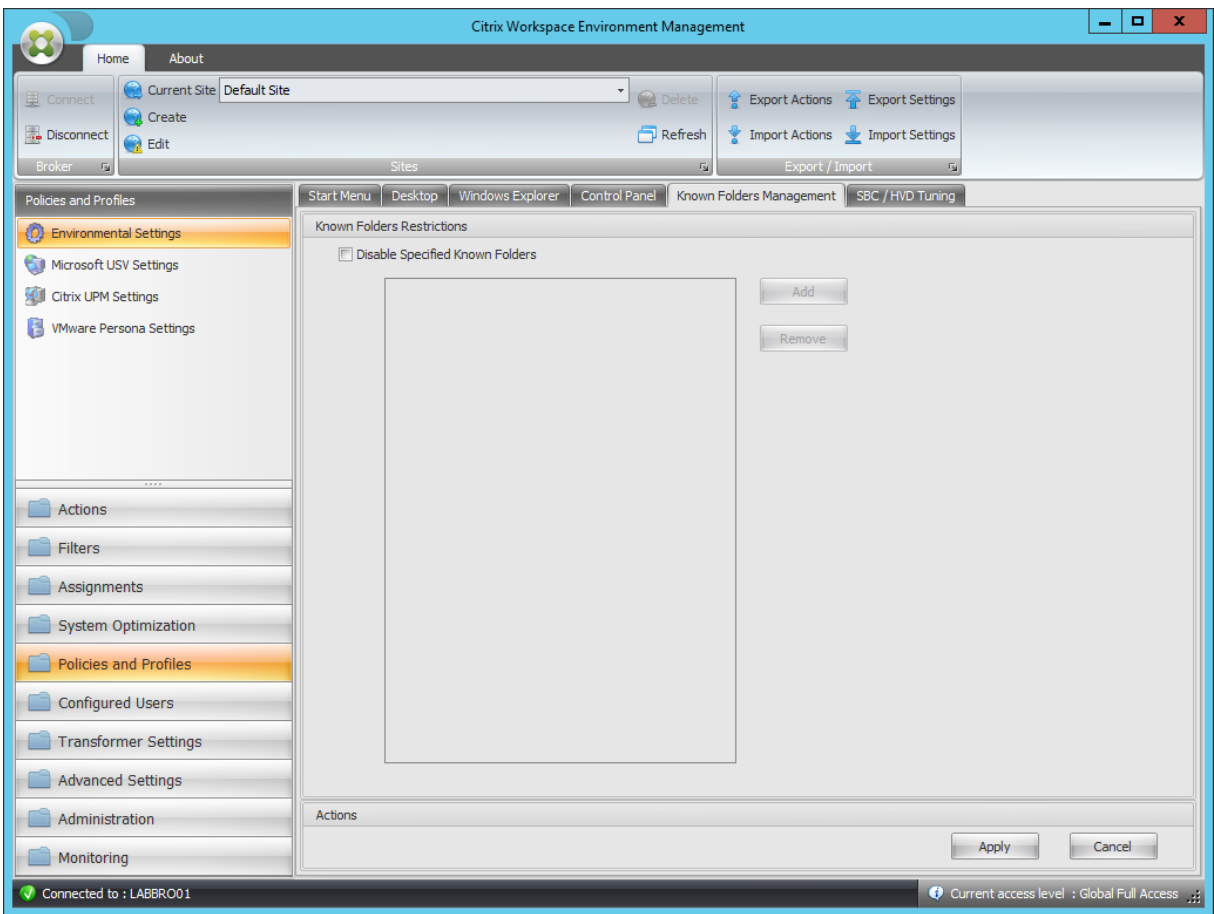 Citrix Workspace Environment Management
Home About
Connect
Disconnect
Broker
Current Site Default Site
Create
Edit
Delete
Refresh
Sites
Export Actions Export Settings
Import Actions Import Settings
Export / Import
Policies and Profiles
Environmental Settings
Microsoft USV Settings
Citrix UPM Settings
VMware Persona Settings
Actions
Filters
Assignments
System Optimization
Policies and Profiles
Configured Users
Transformer Settings
Advanced Settings
Administration
Monitoring
Start Menu Desktop Windows Explorer Control Panel Known Folders Management SBC / HVD Tuning
Known Folders Restrictions
Disable Specified Known Folders
Add
Remove
Actions
Apply Cancel
Connected to : LABBRO01
Current access level : Global Full Access